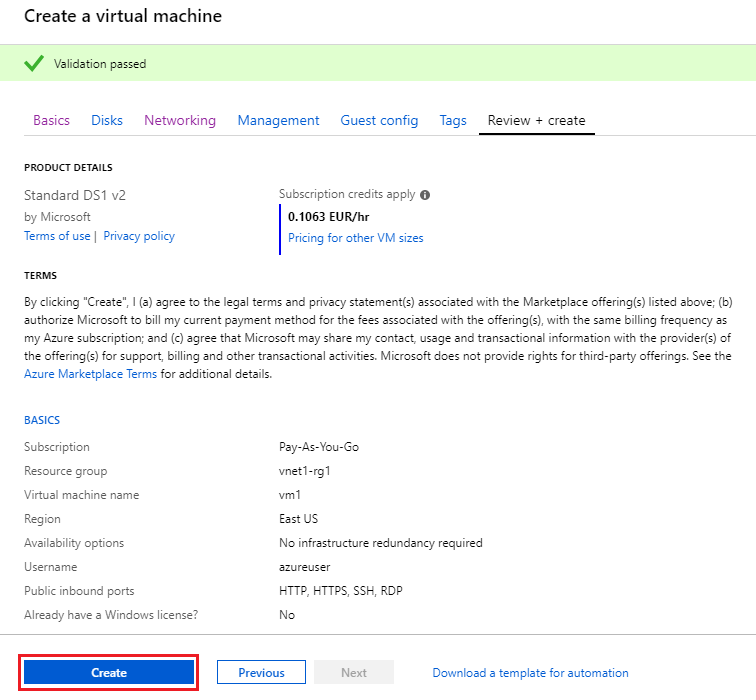 Create a virtual machine
Validation passed
Basics Disks Networking Management Guest config Tags Review + create
PRODUCT DETAILS
Standard DS1 v2
by Microsoft
Terms of use | Privacy policy
Subscription credits apply
0.1063 EUR/hr
Pricing for other VM sizes
TERMS
By clicking "Create", I (a) agree to the legal terms and privacy statement(s) associated with the Marketplace offering(s) listed above; (b)
authorize Microsoft to bill my current payment method for the fees associated with the offering(s), with the same billing frequency as
my Azure subscription; and (c) agree that Microsoft may share my contact, usage and transactional information with the provider(s) of
the offering(s) for support, billing and other transactional activities. Microsoft does not provide rights for third-party offerings. See the
Azure Marketplace Terms for additional details.
BASICS
Subscription Pay-As-You-Go
Resource group vnet1-rg1
Virtual machine name vm1
Region East US
Availability options No infrastructure redundancy required
Username azureuser
Public inbound ports HTTP, HTTPS, SSH, RDP
Already have a Windows license? No
Create Previous Next Download a template for automation